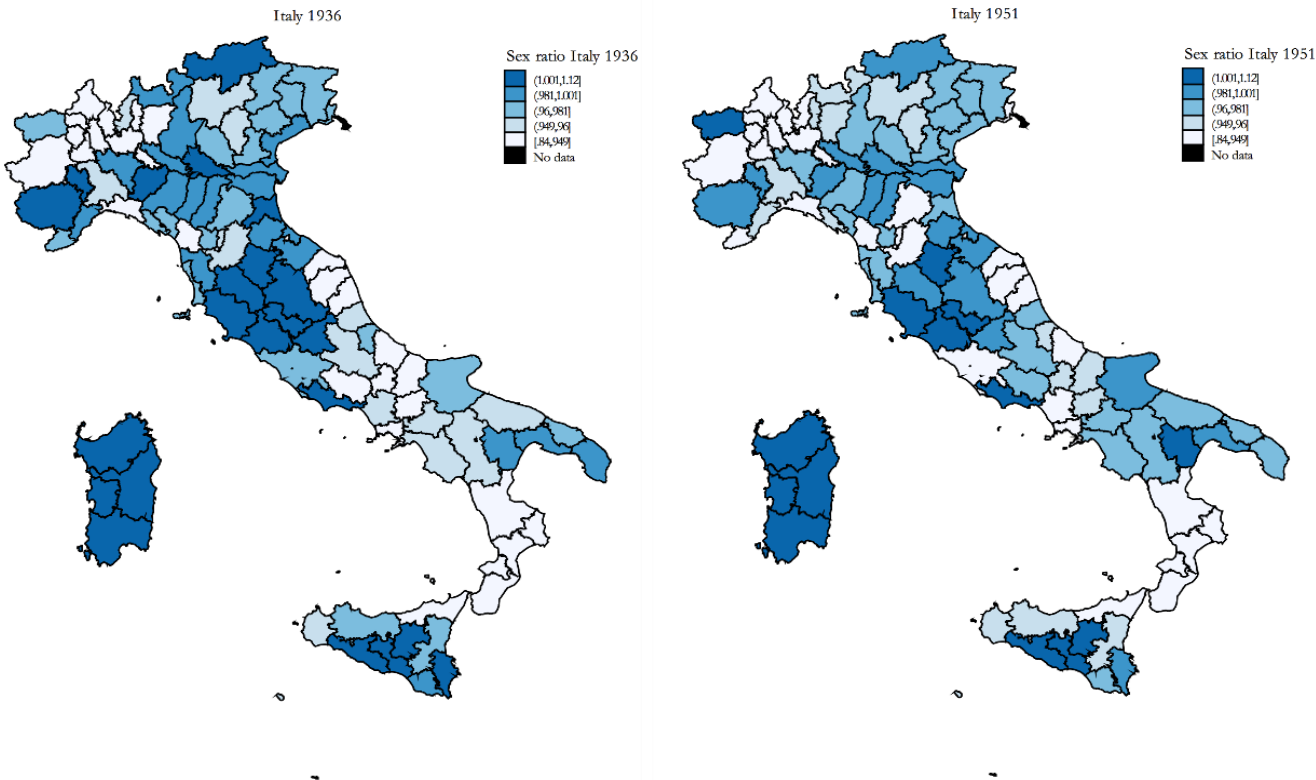 Italy 1936
Sex ratio Italy 1936
(1.001,1.12]
(.981,1.001]
(.96,.981]
(.949,.96]
[.84,.949]
No data
Italy 1951
Sex ratio Italy 1951
(1.001,1.12]
(.981,1.001]
(.96,.981]
(.949,.96]
[.84,.949]
No data